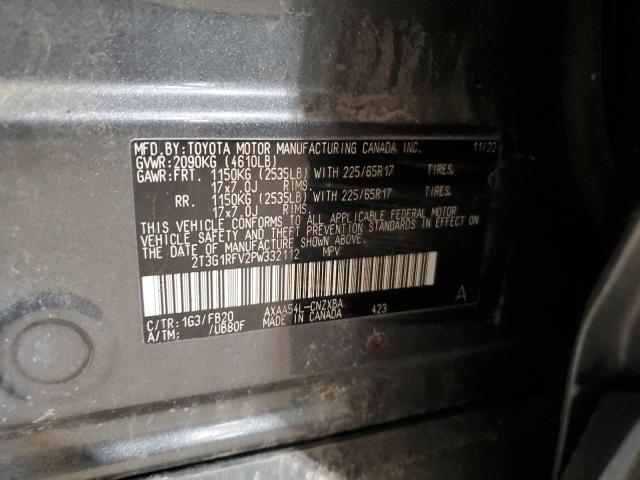 MFD.BY:TOYOTA MOTOR MANUFACTURING CANADA INC. 11/22
GVWR:2090KG (4610LB)
GAWR:FRT. 1150KG (2535LB) WITH 225/65R17 TIRES.
17x7.0J RIMS.
RR. 1150KG (2535LB) WITH 225/65R17 TIRES.
17x7.0J RIMS.
THIS VEHICLE CONFORMS TO ALL APPLICABLE FEDERAL MOTOR
VEHICLE SAFETY AND THEFT PREVENTION STANDARDS IN EFFECT ON
THE DATE OF MANUFACTURE SHOWN ABOVE.
2T3G1RFV2PW332112 MPV
C/TR:1G3/FB20 AXAA54L-CNZXBA 423 A
A/TM: /UB80F MADE IN CANADA